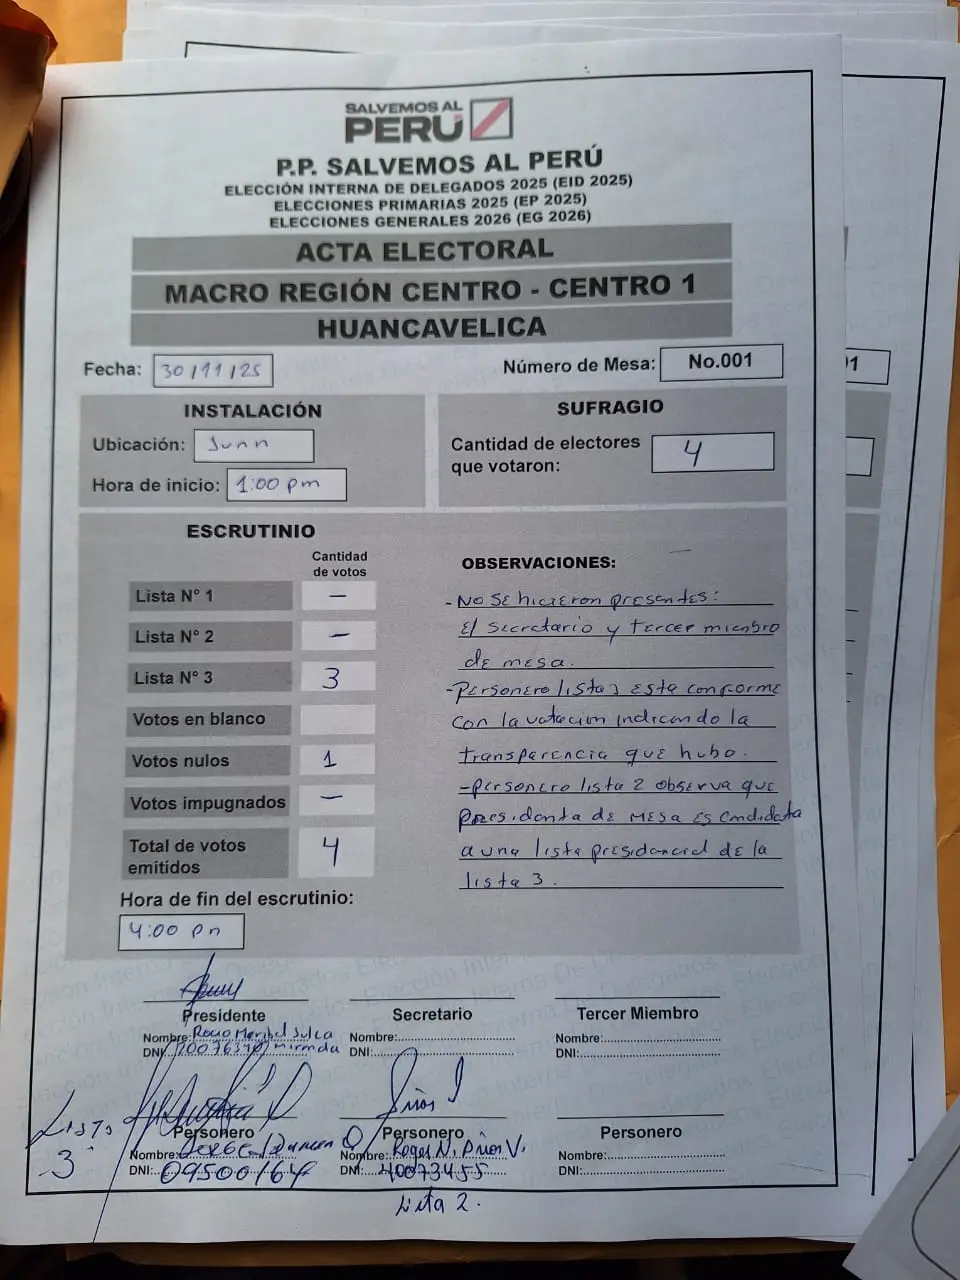 SALVEMOS AL
PERÚ
P.P. SALVEMOS AL PERÚ
ELECCIÓN INTERNA DE DELEGADOS 2025 (EID 2025)
ELECCIONES PRIMARIAS 2025 (EP 2025)
ELECCIONES GENERALES 2026 (EG 2026)
ACTA ELECTORAL
MACRO REGIÓN CENTRO - CENTRO 1
HUANCAVELICA
Fecha: 30/11/25
Número de Mesa: No.001
INSTALACIÓN
Ubicación: Junn
Hora de inicio: 1:00 pm
SUFRAGIO
Cantidad de electores
que votaron: 4
ESCRUTINIO
Cantidad
de votos
Lista N° 1 —
Lista N° 2 —
Lista N° 3 3
Votos en blanco
Votos nulos 1
Votos impugnados —
Total de votos
emitidos 4
Hora de fin del escrutinio:
4:00 pn
OBSERVACIONES:
- No se hicieron presentes:
El secretario y tercer miembro
de mesa.
- Personero lista 3 esta conforme
con la votacion indicando la
transparencia que hubo.
- personero lista 2 observa que
presidenta de mesa es candidata
a una lista presidencial de la
lista 3.
Presidente
Nombre: Rocio Maribel Sulca
Miranda
DNI:
Secretario
Nombre:
DNI:
Tercer Miembro
Nombre:
DNI:
Lista
3
Personero
Nombre:
DNI: 09500164
Personero
Nombre: Roger N. Piños V.
DNI: 40073455
Lista 2.
Personero
Nombre:
DNI: